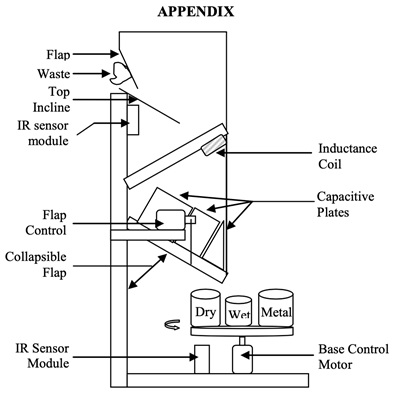 APPENDIX
Flap
Waste
Top
Incline
IR sensor
module
Inductance
Coil
Flap
Control
Capacitive
Plates
Collapsible
Flap
Dry
Wet
Metal
IR Sensor
Module
Base Control
Motor